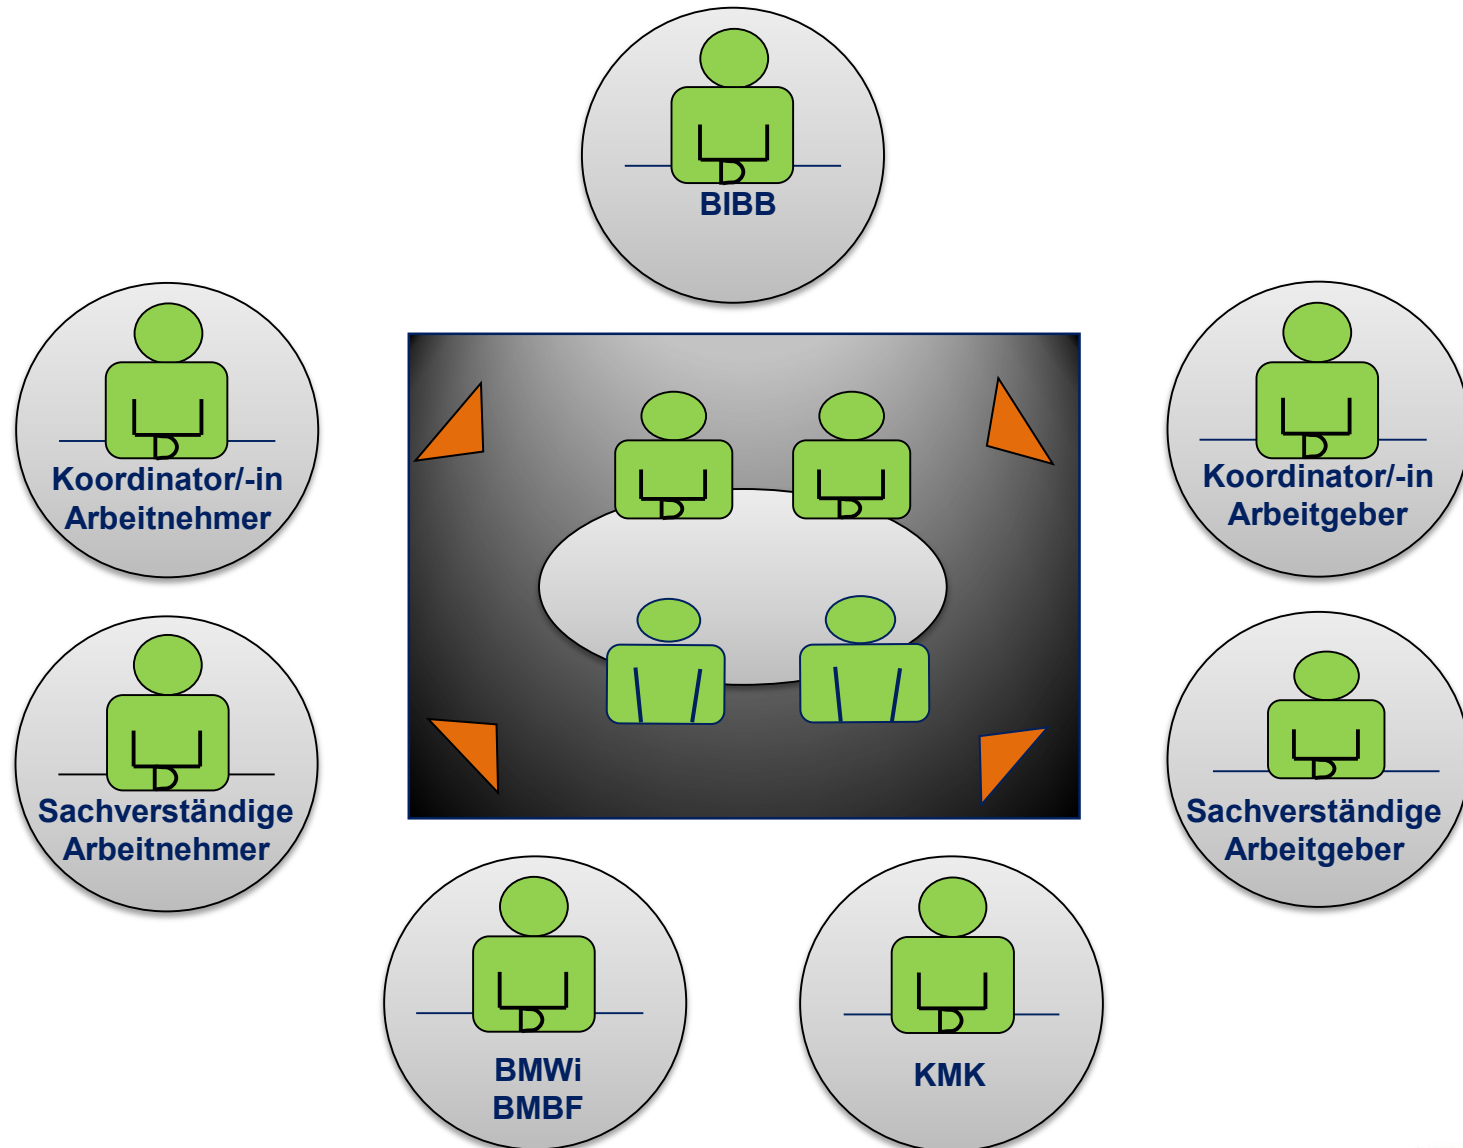 BIBB
Koordinator/-in
Arbeitnehmer
Koordinator/-in
Arbeitgeber
Sachverständige
Arbeitnehmer
Sachverständige
Arbeitgeber
BMWi
BMBF
KMK